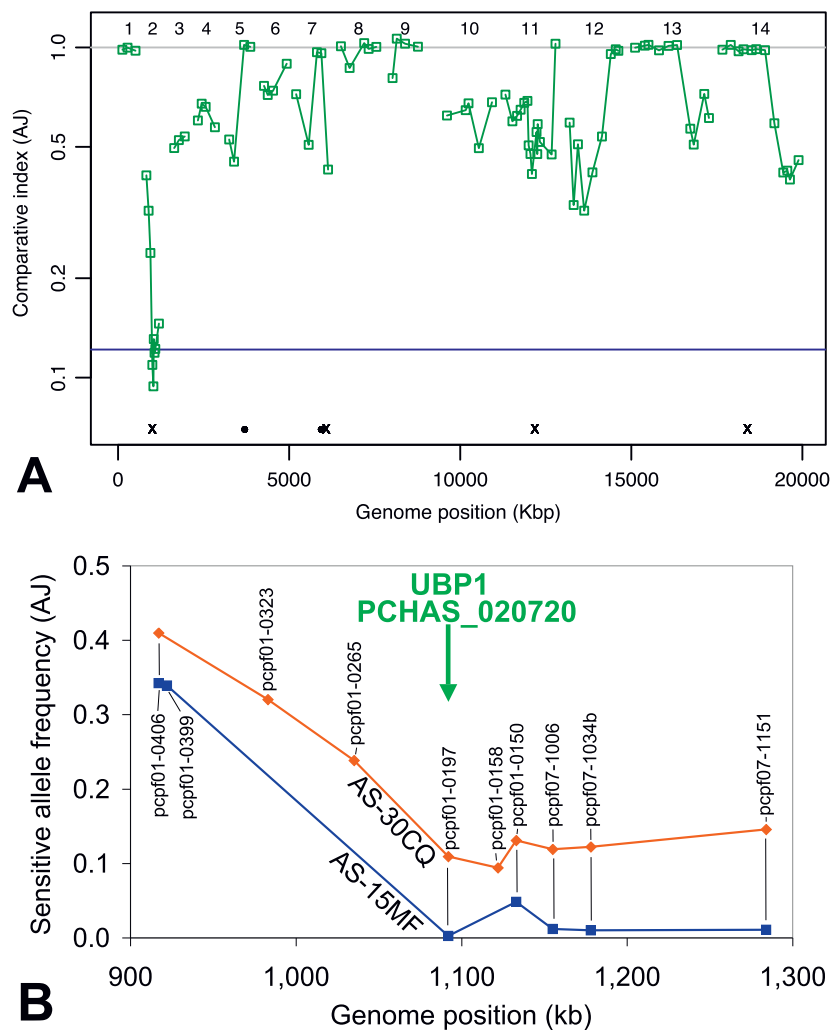 1 2 3 4 5 6 7 8 9 10 11 12 13 14
1.0
0.5
0.2
0.1
Comparative index (AJ)
x x x x
0 5000 10000 15000 20000
Genome position (Kbp)
A
0.5
0.4
0.3
0.2
0.1
0.0
Sensitive allele frequency (AJ)
UBP1
PCHAS_020720
pcpf01-0406
pcpf01-0399
pcpf01-0323
pcpf01-0265
pcpf01-0197
pcpf01-0158
pcpf01-0150
pcpf07-1006
pcpf07-1034b
pcpf07-1151
AS-30CQ
AS-15MF
900 1,000 1,100 1,200 1,300
Genome position (kb)
B